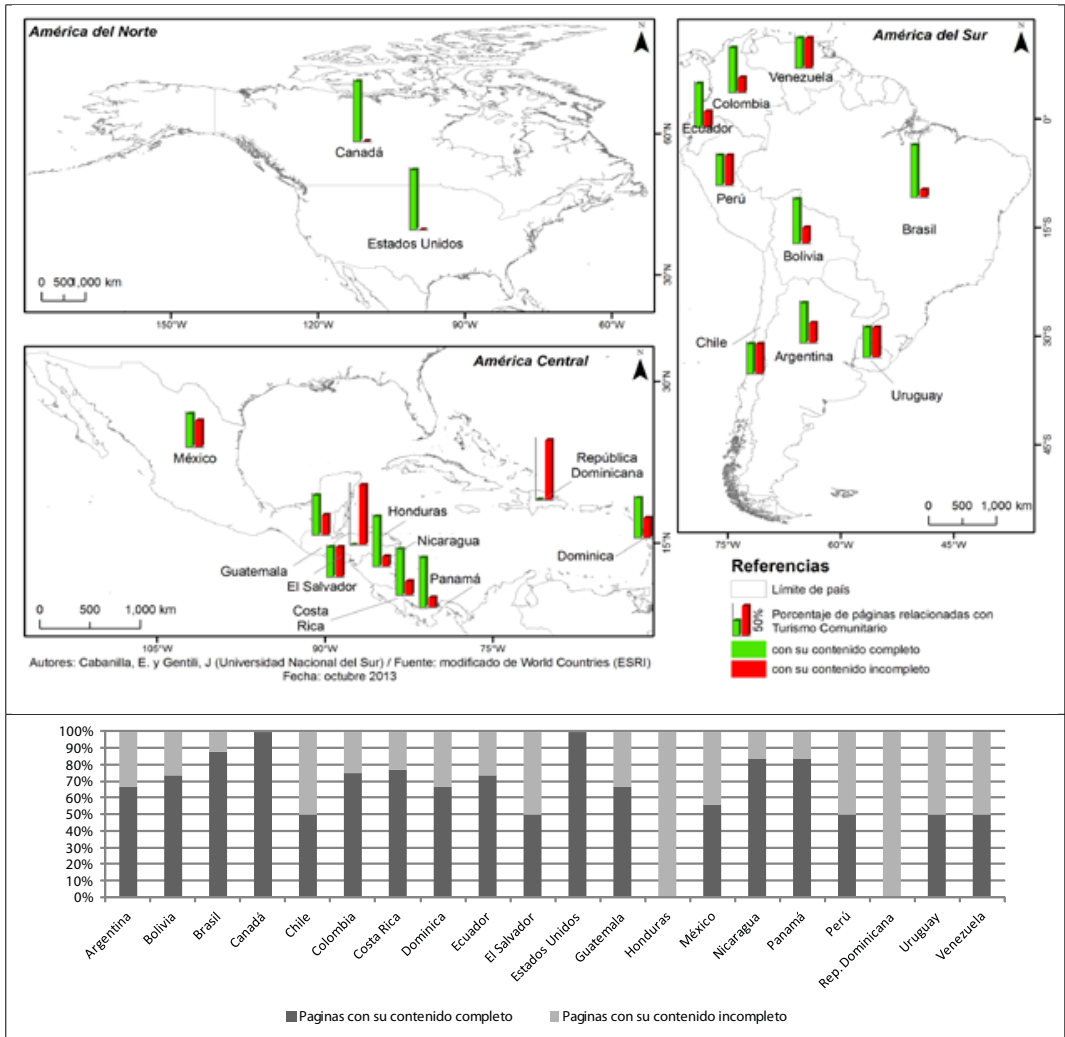 América del Norte
N
Canadá
Estados Unidos
0 500 1,000 km
60°N
30°N
150°W
120°W
90°W
60°W
América Central
N
México
República
Dominicana
Honduras
Nicaragua
Guatemala
El Salvador
Panamá
Costa
Rica
Dominica
0 500 1,000 km
30°N
15°N
105°W
90°W
75°W
América del Sur
N
Venezuela
Colombia
Ecuador
Perú
Brasil
Bolivia
Chile
Argentina
Uruguay
0 500 1,000 km
0°
15°S
30°S
45°S
75°W
60°W
45°W
Referencias
Límite de país
50%
Porcentaje de páginas relacionadas con
Turismo Comunitario
con su contenido completo
con su contenido incompleto
Autores: Cabanilla, E. y Gentili, J (Universidad Nacional del Sur) / Fuente: modificado de World Countries (ESRI)
Fecha: octubre 2013
100%
90%
80%
70%
60%
50%
40%
30%
20%
10%
0%
Argentina
Bolivia
Brasil
Canadá
Chile
Colombia
Costa Rica
Dominica
Ecuador
El Salvador
Estados Unidos
Guatemala
Honduras
México
Nicaragua
Panamá
Perú
Rep. Dominicana
Uruguay
Venezuela
Paginas con su contenido completo
Paginas con su contenido incompleto